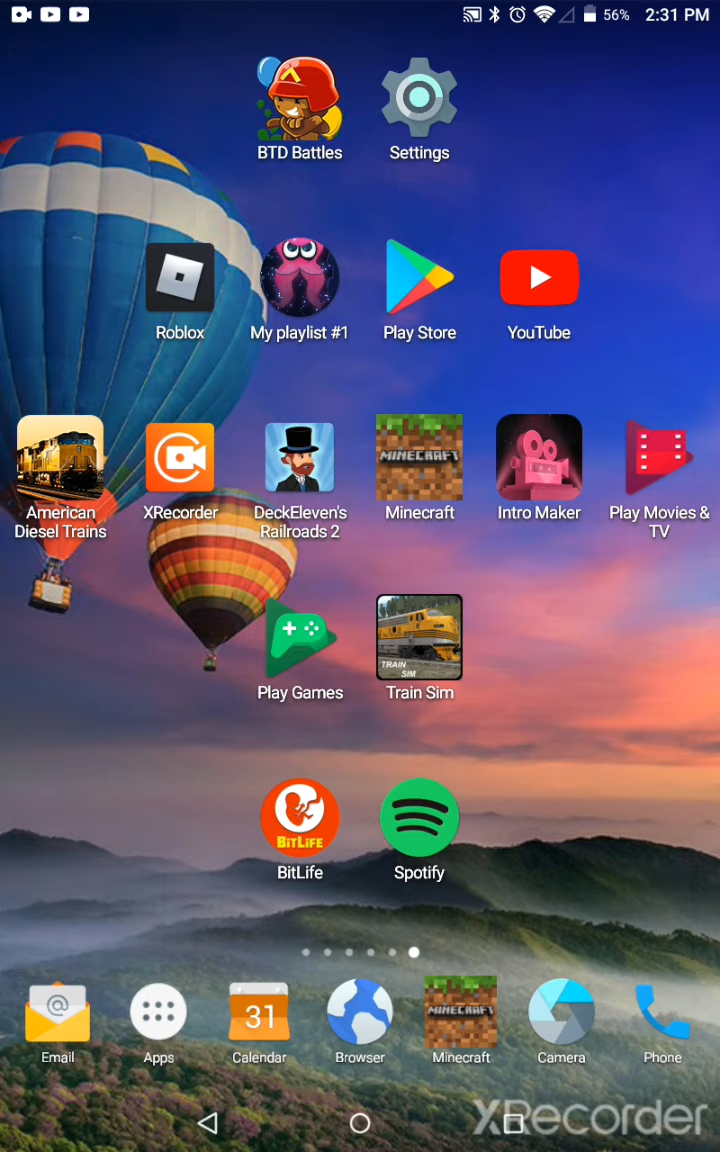 56% 2:31 PM
BTD Battles
Settings
Roblox
My playlist #1
Play Store
YouTube
MINECRAFT
American
Diesel Trains
XRecorder
DeckEleven's
Railroads 2
Minecraft
Intro Maker
Play Movies &
TV
TRAIN
SIM
Play Games
Train Sim
BITLIFE
BitLife
Spotify
@
31
MINECRAFT
Email
Apps
Calendar
Browser
Minecraft
Camera
Phone
XRecorder